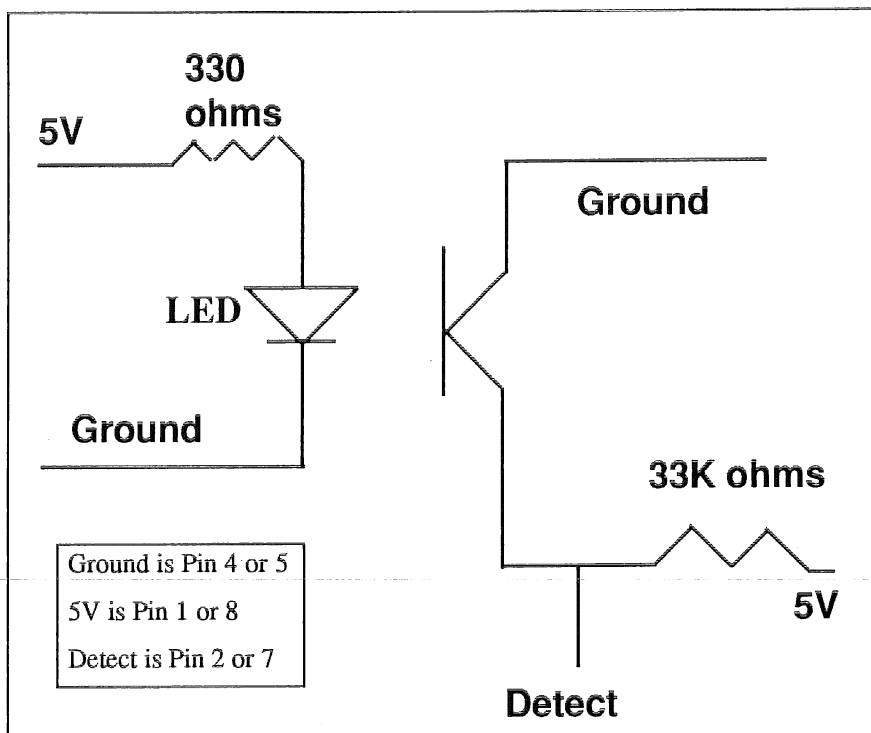 330
ohms
5V
Ground
LED
Ground
33K ohms
5V
Detect
Ground is Pin 4 or 5
5V is Pin 1 or 8
Detect is Pin 2 or 7